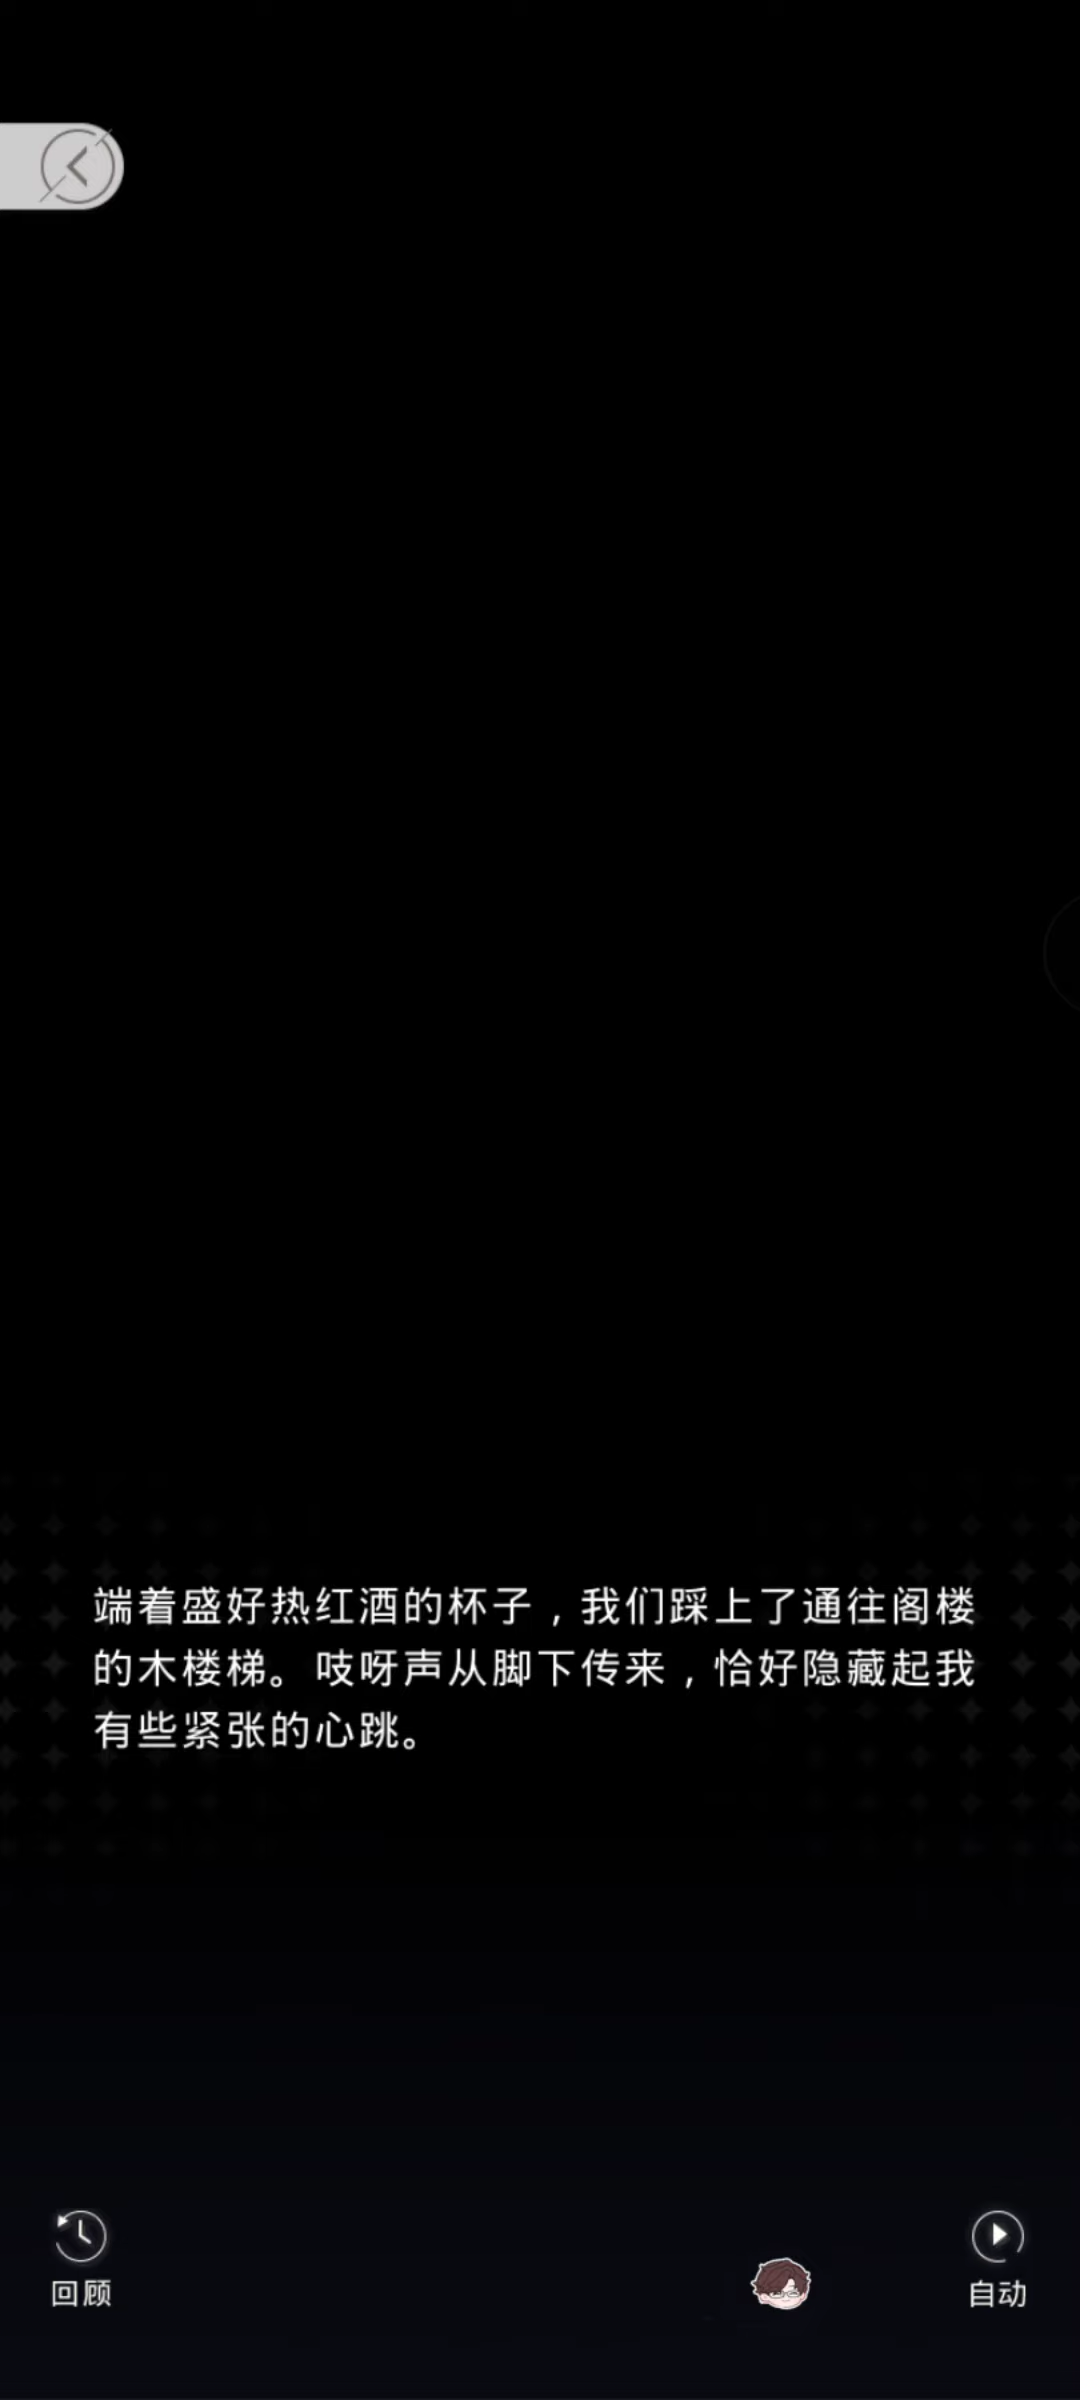 端着盛好热红酒的杯子，我们踩上了通往阁楼
的木楼梯。吱呀声从脚下传来，恰好隐藏起我
有些紧张的心跳。
回顾
自动